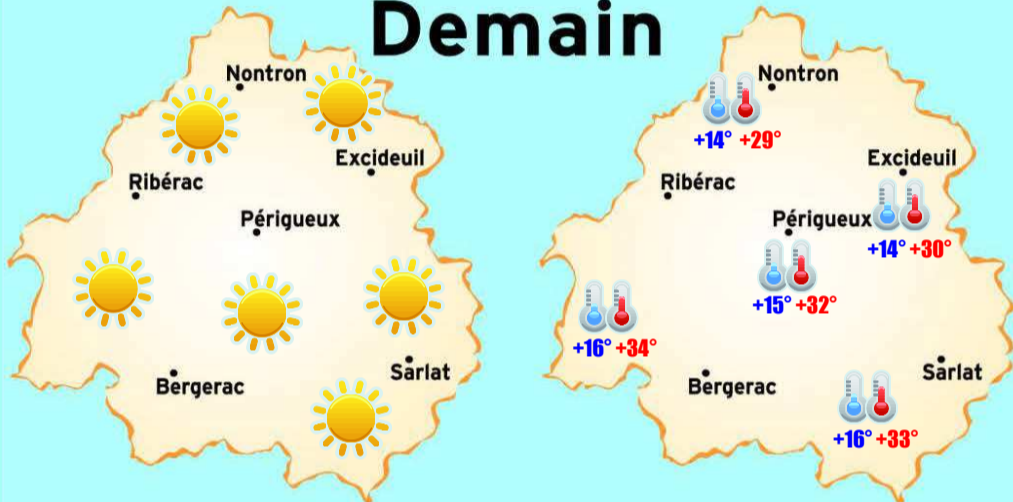 Demain
Nontron
Excideuil
Ribérac
Périgueux
Bergerac
Sarlat
Nontron
+14° +29°
Excideuil
Ribérac
Périgueux
+14° +30°
+15° +32°
+16° +34°
Bergerac
Sarlat
+16° +33°